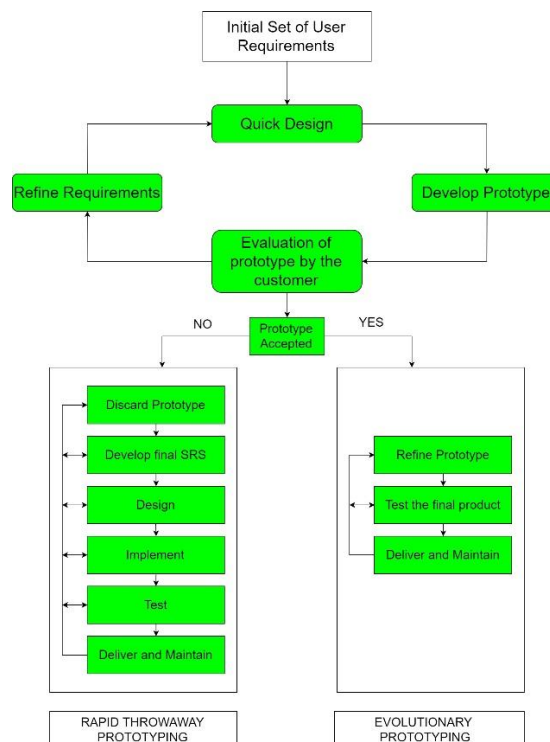 Initial Set of User
Requirements
Quick Design
Refine Requirements
Develop Prototype
Evaluation of
prototype by the
customer
NO
Prototype
Accepted
YES
Discard Prototype
Develop final SRS
Design
Implement
Test
Deliver and Maintain
Refine Prototype
Test the final product
Deliver and Maintain
RAPID THROWAWAY
PROTOTYPING
EVOLUTIONARY
PROTOTYPING